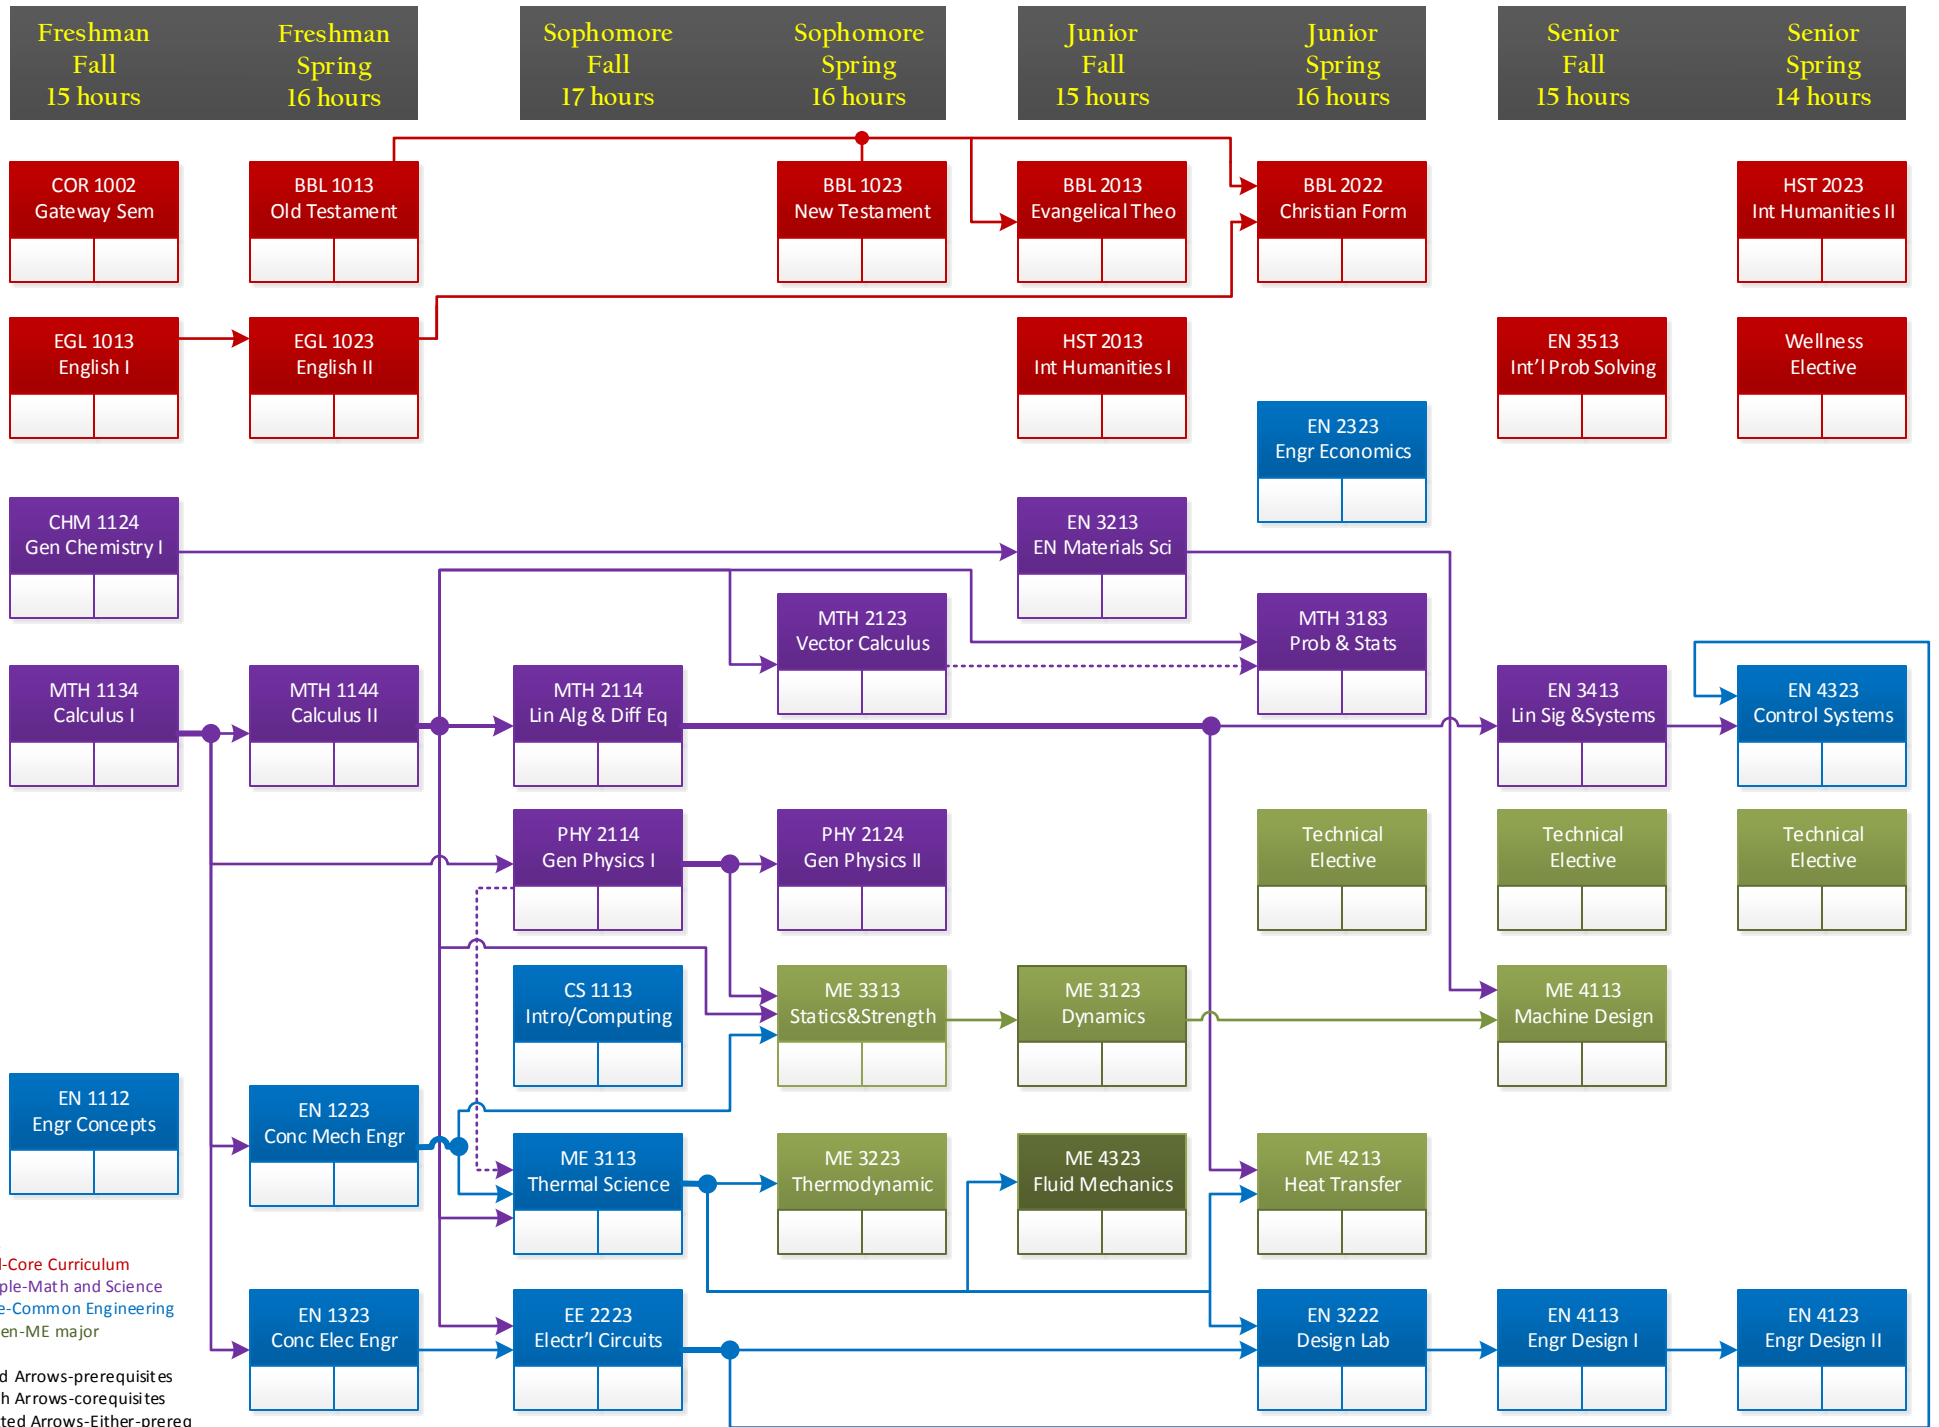 Freshman
Fall
15 hours
Freshman
Spring
16 hours
Sophomore
Fall
17 hours
Sophomore
Spring
16 hours
Junior
Fall
15 hours
Junior
Spring
16 hours
Senior
Fall
15 hours
Senior
Spring
14 hours
COR 1002
Gateway Sem
BBL 1013
Old Testament
BBL 1023
New Testament
BBL 2013
Evangelical Theo
BBL 2022
Christian Form
HST 2023
Int Humanities II
EGL 1013
English I
EGL 1023
English II
HST 2013
Int Humanities I
EN 3513
Int'l Prob Solving
Wellness
Elective
EN 2323
Engr Economics
CHM 1124
Gen Chemistry I
EN 3213
EN Materials Sci
MTH 2123
Vector Calculus
MTH 3183
Prob & Stats
MTH 1134
Calculus I
MTH 1144
Calculus II
MTH 2114
Lin Alg & Diff Eq
EN 3413
Lin Sig &Systems
EN 4323
Control Systems
PHY 2114
Gen Physics I
PHY 2124
Gen Physics II
Technical
Elective
Technical
Elective
Technical
Elective
CS 1113
Intro/Computing
ME 3313
Statics&Strength
ME 3123
Dynamics
ME 4113
Machine Design
EN 1112
Engr Concepts
EN 1223
Conc Mech Engr
ME 3113
Thermal Science
ME 3223
Thermodynamic
ME 4323
Fluid Mechanics
ME 4213
Heat Transfer
EN 1323
Conc Elec Engr
EE 2223
Electr'l Circuits
EN 3222
Design Lab
EN 4113
Engr Design I
EN 4123
Engr Design II
-Core Curriculum
ple-Math and Science
e-Common Engineering
en-ME major
d Arrows-prerequisites
h Arrows-corequisites
ted Arrows-Either-prereq